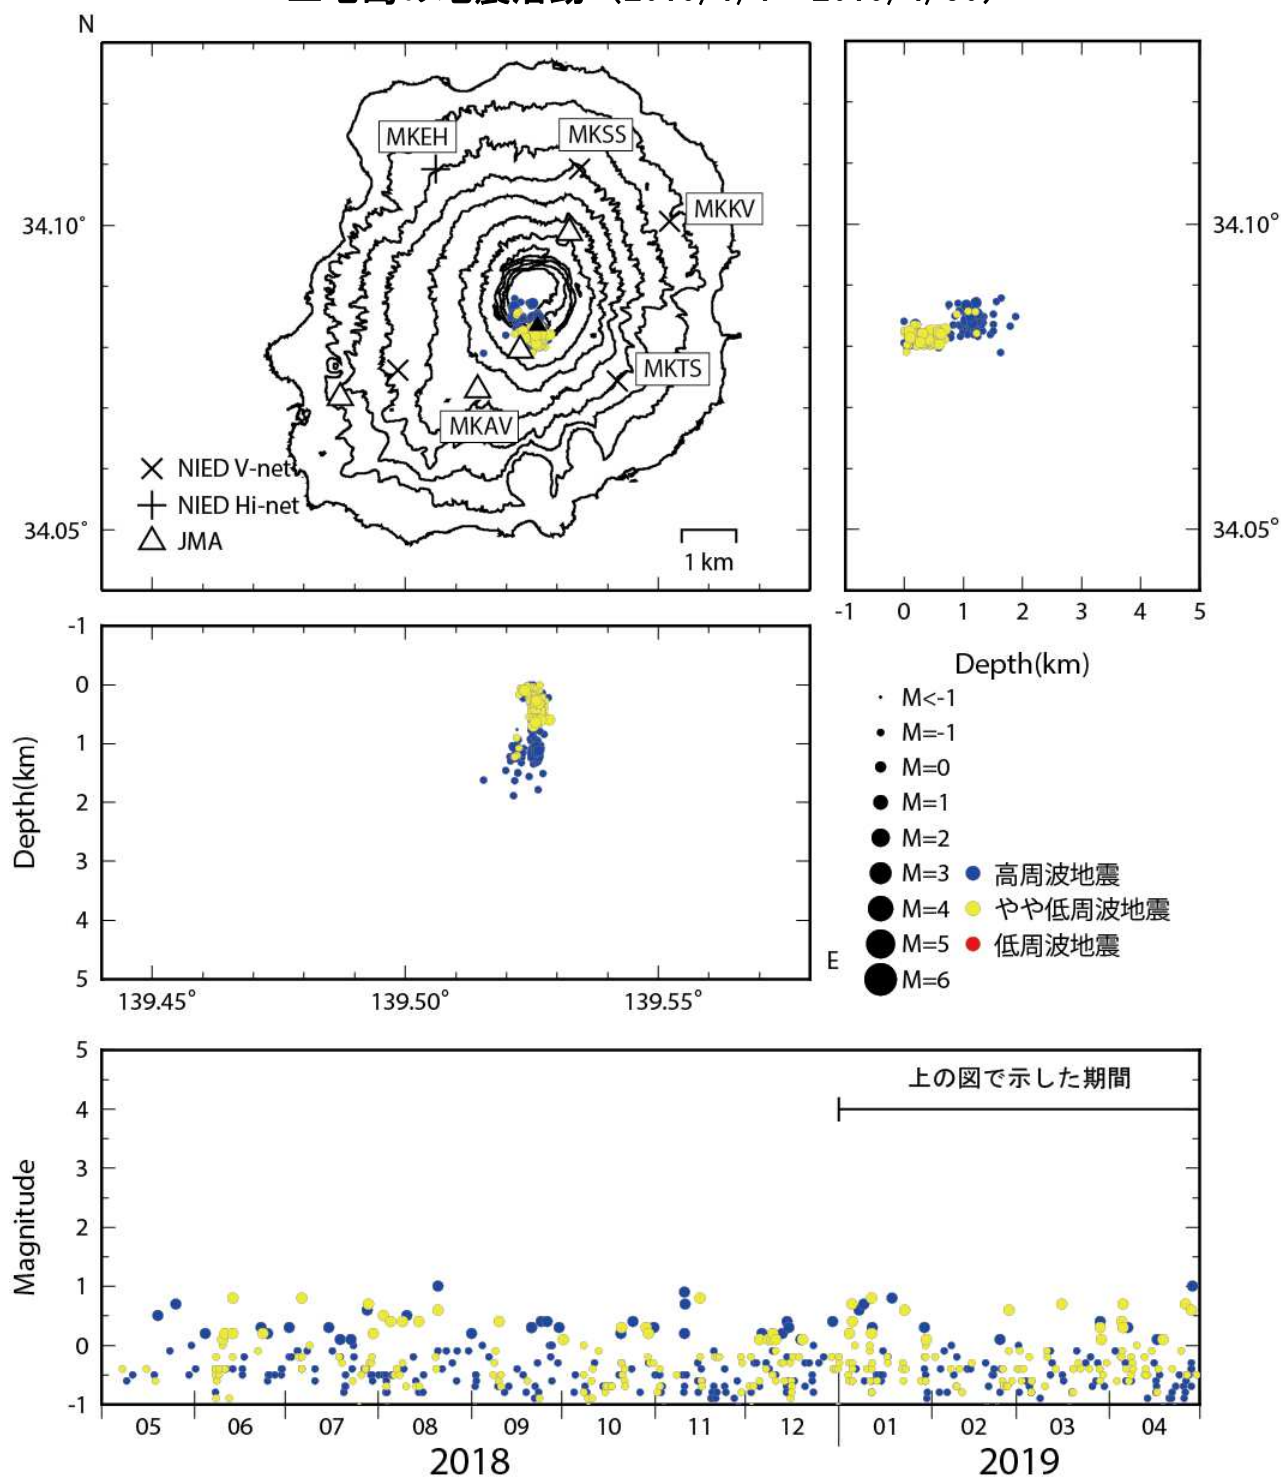 N
MKEH
MKSS
MKKV
MKTS
MKAV
34.10°
34.05°
NIED V-net
NIED Hi-net
JMA
1 km
34.10°
34.05°
-1 0 1 2 3 4 5
Depth(km)
-1
0
1
2
3
4
5
Depth(km)
139.45° 139.50° 139.55°
E
M<-1
M=-1
M=0
M=1
M=2
M=3 高周波地震
M=4 やや低周波地震
M=5 低周波地震
M=6
上の図で示した期間
5
4
3
2
1
0
-1
Magnitude
05 06 07 08 09 10 11 12 01 02 03 04
2018 2019